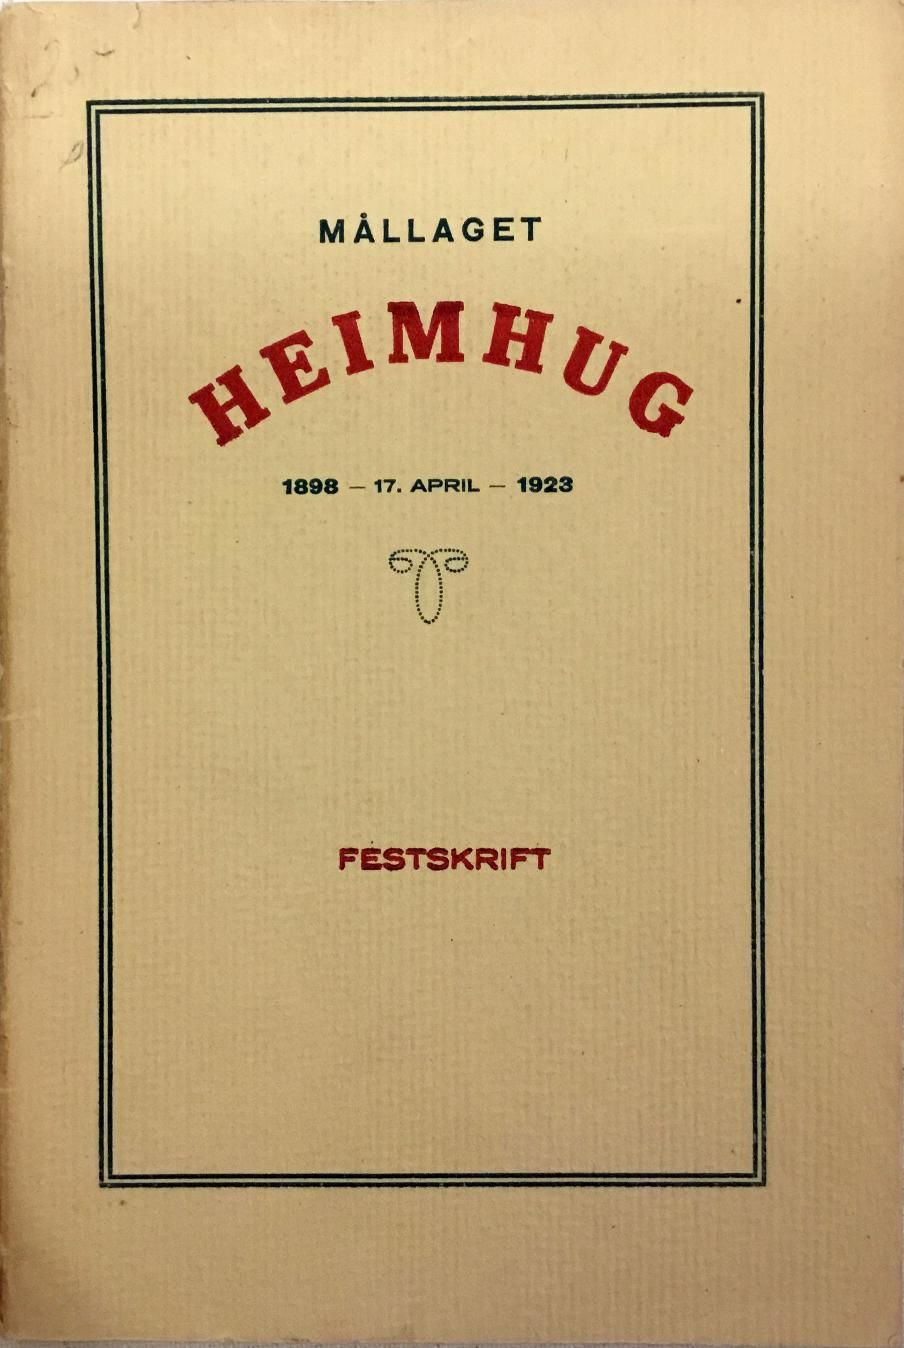 MÅLLAGET
HEIMHUG
1898 — 17. APRIL — 1923
FESTSKRIFT